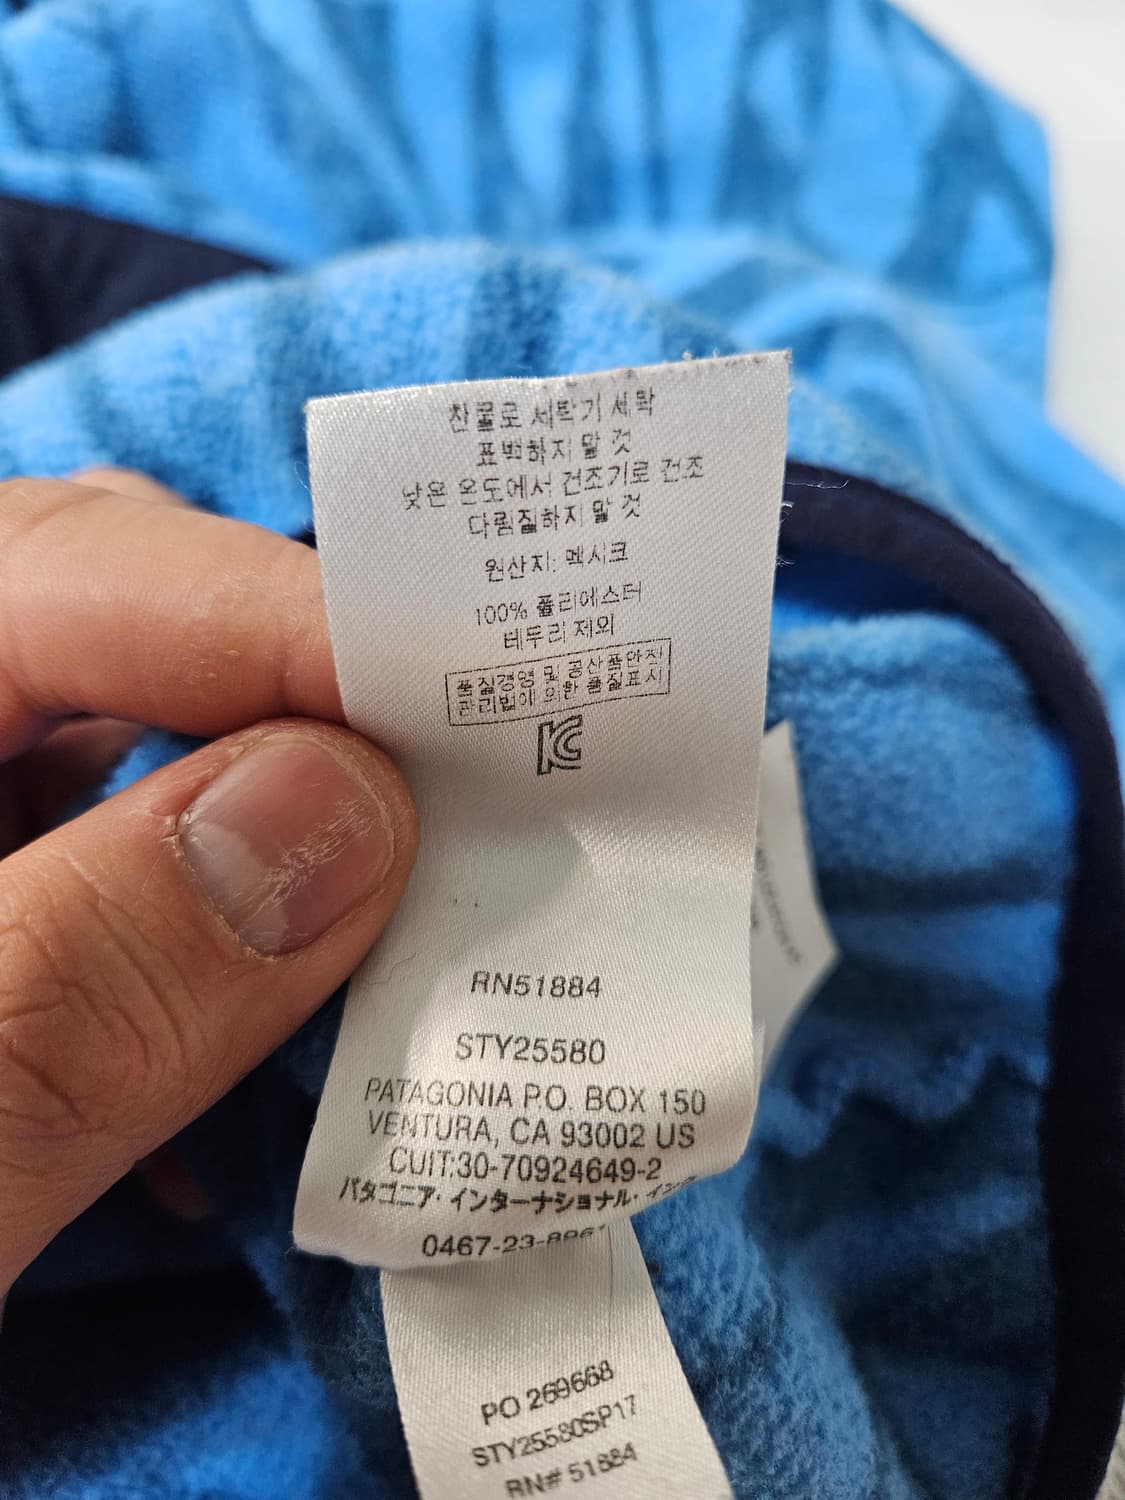 찬물로 세탁기 세탁
표백하지 말 것
낮은 온도에서 건조기로 건조
다림질하지 말 것
원산지: 멕시코
100% 폴리에스터
테두리 제외
품질경영 및 공산품안전
관리법에 의한 품질표시
KC
RN51884
STY25580
PATAGONIA P.O. BOX 150
VENTURA, CA 93002 US
CUIT:30-70924649-2
パタゴニア・インターナショナル・
0467-23-
PO 269668
STY25580SP17
RN# 51884